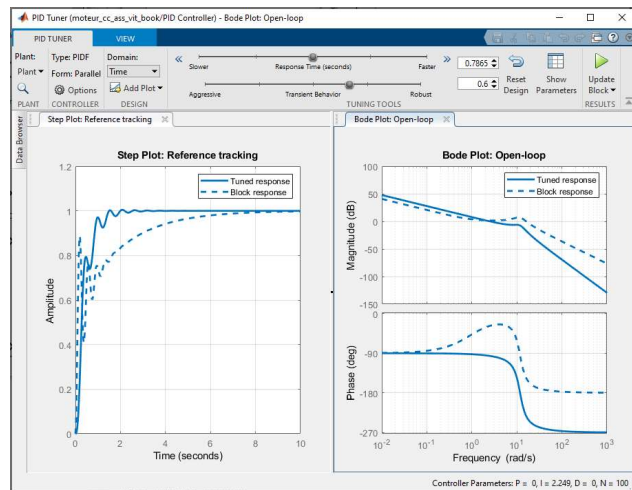 PID Tuner (moteur_cc_ass_vit_book/PID Controller) - Bode Plot: Open-loop
PID TUNER VIEW
Plant: Type: PIDF Domain:
Plant Form: Parallel Time
Options Add Plot
PLANT CONTROLLER DESIGN
Slower Response Time (seconds) Faster 0.7865
Aggressive Transient Behavior Robust 0.6
TUNING TOOLS
Reset Design
Show Parameters
Update Block
RESULTS
Data Browser
Step Plot: Reference tracking
Step Plot: Reference tracking
Tuned response
Block response
1.2
1
0.8
0.6
0.4
0.2
0
Amplitude
0 2 4 6 8 10
Time (seconds)
Bode Plot: Open-loop
Bode Plot: Open-loop
Tuned response
Block response
100
50
0
-50
-100
-150
Magnitude (dB)
0
-90
-180
-270
Phase (deg)
10-2 10-1 100 101 102 103
Frequency (rad/s)
Controller Parameters: P = 0, I = 2.249, D = 0, N = 100